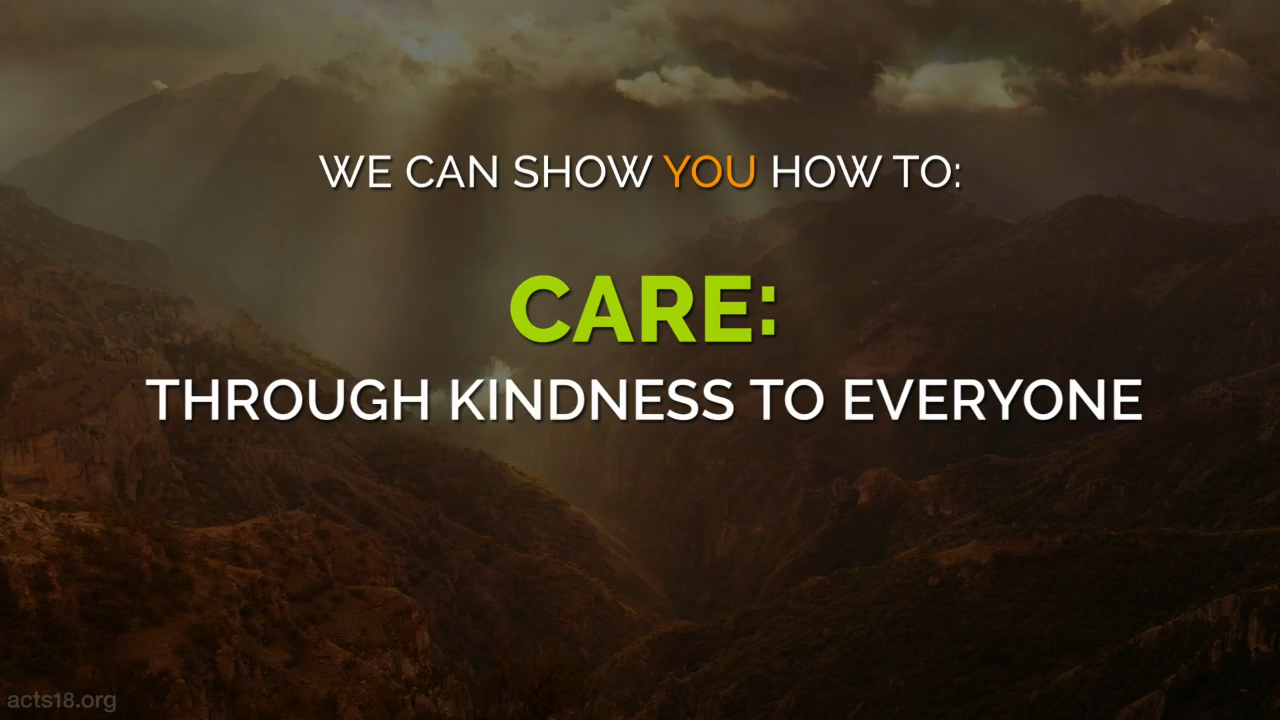 WE CAN SHOW YOU HOW TO:
CARE:
THROUGH KINDNESS TO EVERYONE
acts18.org